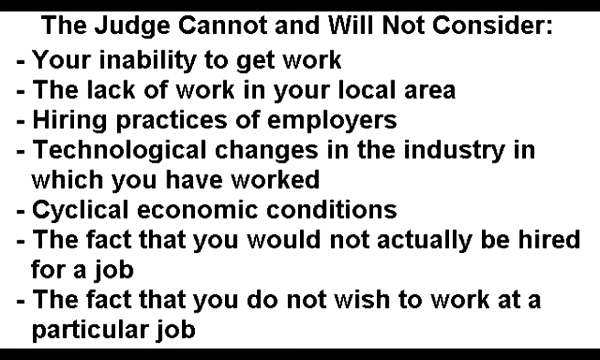 The Judge Cannot and Will Not Consider:
- Your inability to get work
- The lack of work in your local area
- Hiring practices of employers
- Technological changes in the industry in
which you have worked
- Cyclical economic conditions
- The fact that you would not actually be hired
for a job
- The fact that you do not wish to work at a
particular job